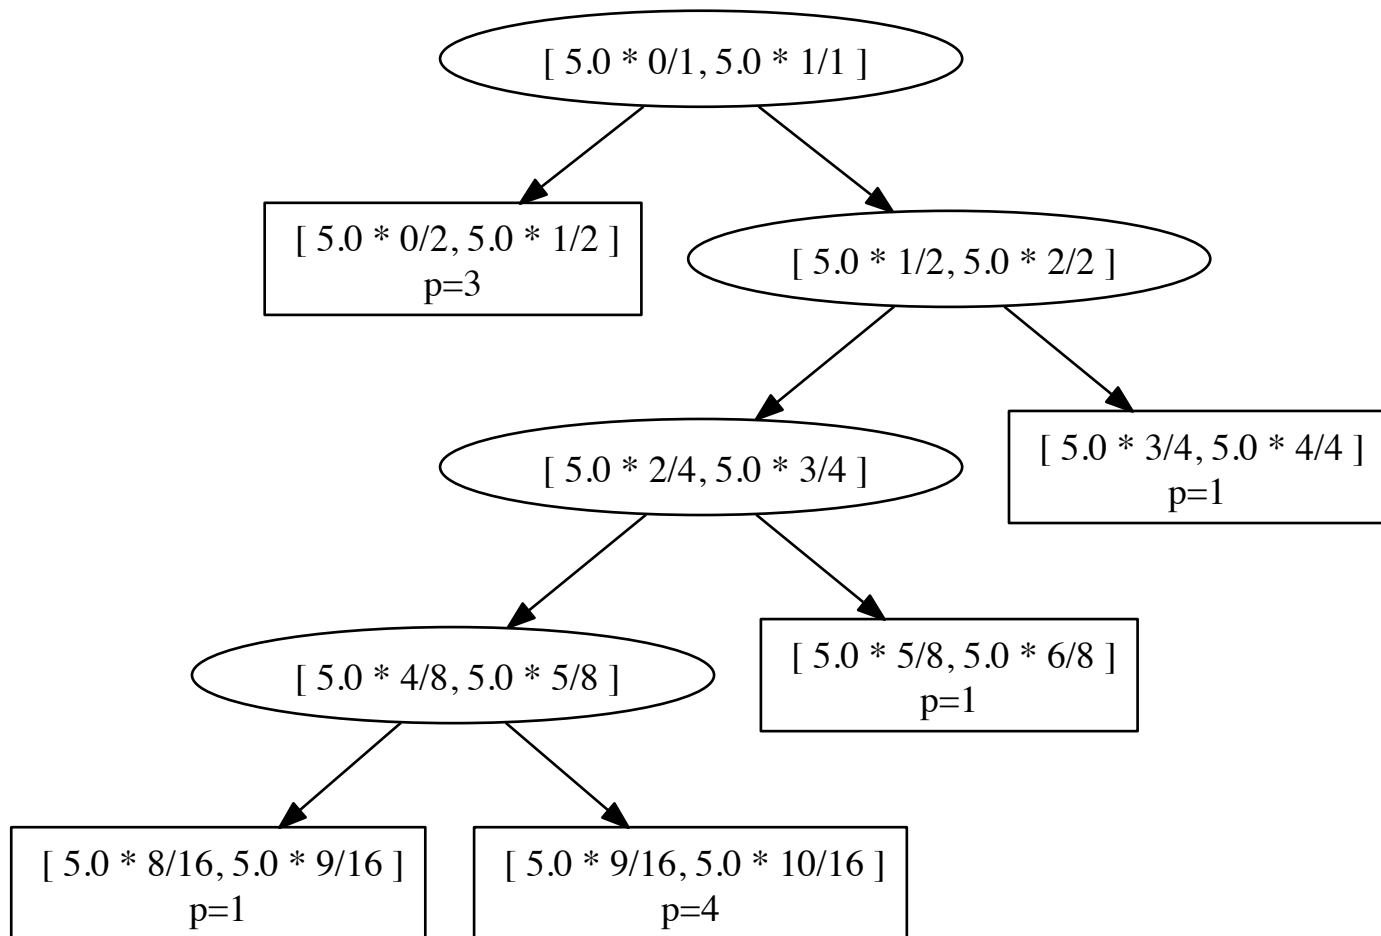 [ 5.0 * 0/1, 5.0 * 1/1 ]
[ 5.0 * 0/2, 5.0 * 1/2 ]
p=3
[ 5.0 * 1/2, 5.0 * 2/2 ]
[ 5.0 * 2/4, 5.0 * 3/4 ]
[ 5.0 * 3/4, 5.0 * 4/4 ]
p=1
[ 5.0 * 4/8, 5.0 * 5/8 ]
[ 5.0 * 5/8, 5.0 * 6/8 ]
p=1
[ 5.0 * 8/16, 5.0 * 9/16 ]
p=1
[ 5.0 * 9/16, 5.0 * 10/16 ]
p=4